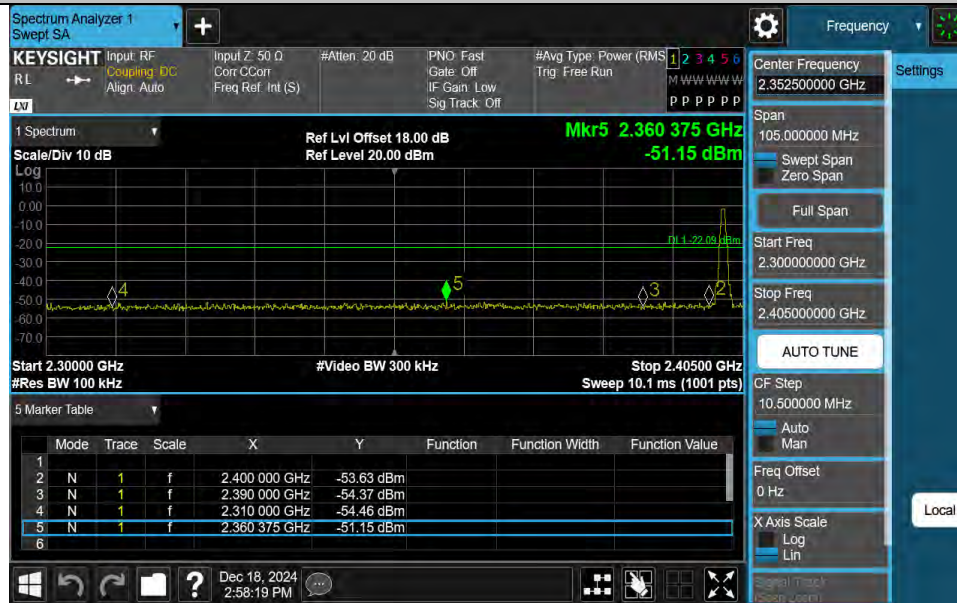 Spectrum Analyzer 1
Swept SA
+
Frequency
KEYSIGHT
RL
LXI
Input: RF
Coupling: DC
Align: Auto
Input Z: 50 Ω
Corr CCorr
Freq Ref: Int (S)
#Atten: 20 dB
PNO: Fast
Gate: Off
IF Gain: Low
Sig Track: Off
#Avg Type: Power (RMS
Trig: Free Run
1 2 3 4 5 6
M W W W W W
P P P P P P
1 Spectrum
Scale/Div 10 dB
Ref Lvl Offset 18.00 dB
Ref Level 20.00 dBm
Mkr5 2.360 375 GHz
-51.15 dBm
Log
10.0
0.00
-10.0
-20.0
-30.0
-40.0
-50.0
-60.0
-70.0
DL1 -22.09 dBm
4
5
3
2
Start 2.30000 GHz
#Res BW 100 kHz
#Video BW 300 kHz
Stop 2.40500 GHz
Sweep 10.1 ms (1001 pts)
5 Marker Table
Mode Trace Scale X Y Function Function Width Function Value
1
2 N 1 f 2.400 000 GHz -53.63 dBm
3 N 1 f 2.390 000 GHz -54.37 dBm
4 N 1 f 2.310 000 GHz -54.46 dBm
5 N 1 f 2.360 375 GHz -51.15 dBm
6
?
Dec 18, 2024
2:58:19 PM
Center Frequency
2.352500000 GHz
Settings
Span
105.000000 MHz
Swept Span
Zero Span
Full Span
Start Freq
2.300000000 GHz
Stop Freq
2.405000000 GHz
AUTO TUNE
CF Step
10.500000 MHz
Auto
Man
Freq Offset
0 Hz
Local
X Axis Scale
Log
Lin
Signal Track
(Span Zoom)